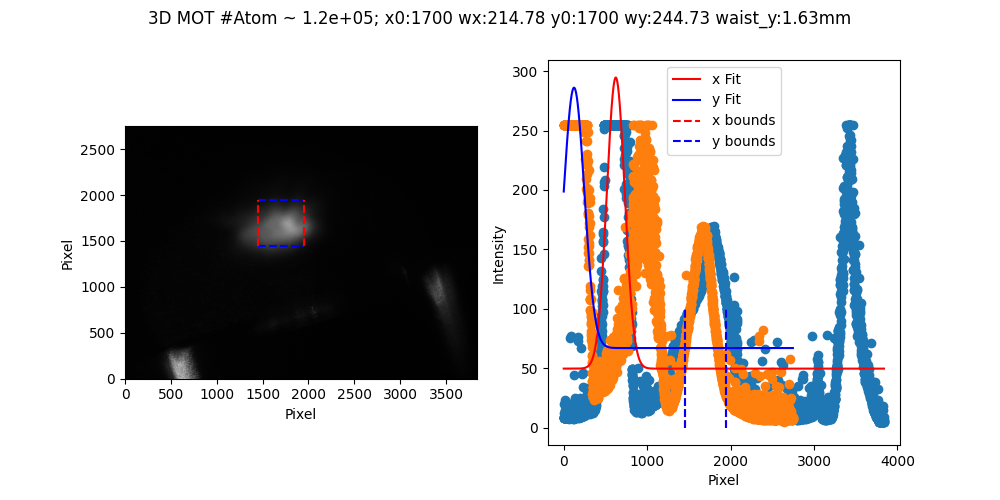 3D MOT #Atom ~ 1.2e+05; x0:1700 wx:214.78 y0:1700 wy:244.73 waist_y:1.63mm
Pixel
2500
2000
1500
1000
500
0
0 500 1000 1500 2000 2500 3000 3500
Pixel
Intensity
300
250
200
150
100
50
0
x Fit
y Fit
x bounds
y bounds
0 1000 2000 3000 4000
Pixel